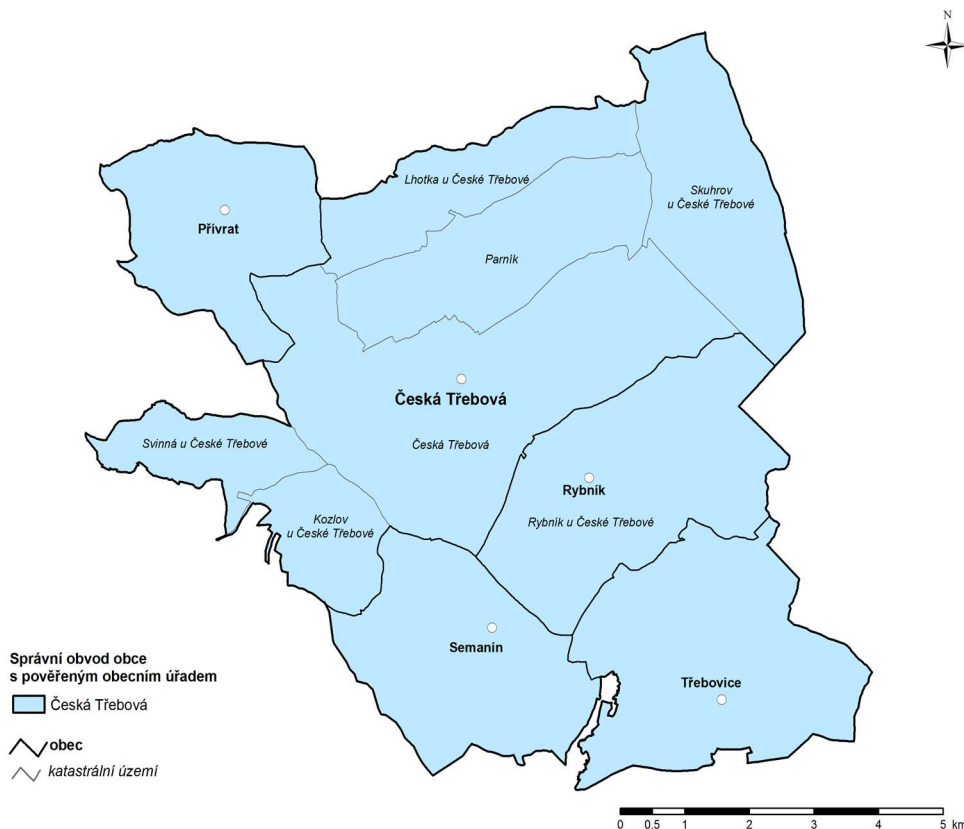 N
Lhotka u České Třebové
Skuhrov
u České Třebové
Přívrat
Parník
Česká Třebová
Svinná u České Třebové
Česká Třebová
Rybník
Kozlov
u České Třebové
Rybník u České Třebové
Semanín
Třebovice
Správní obvod obce
s pověřeným obecním úřadem
Česká Třebová
obec
katastrální území
0 0.5 1 2 3 4 5 km